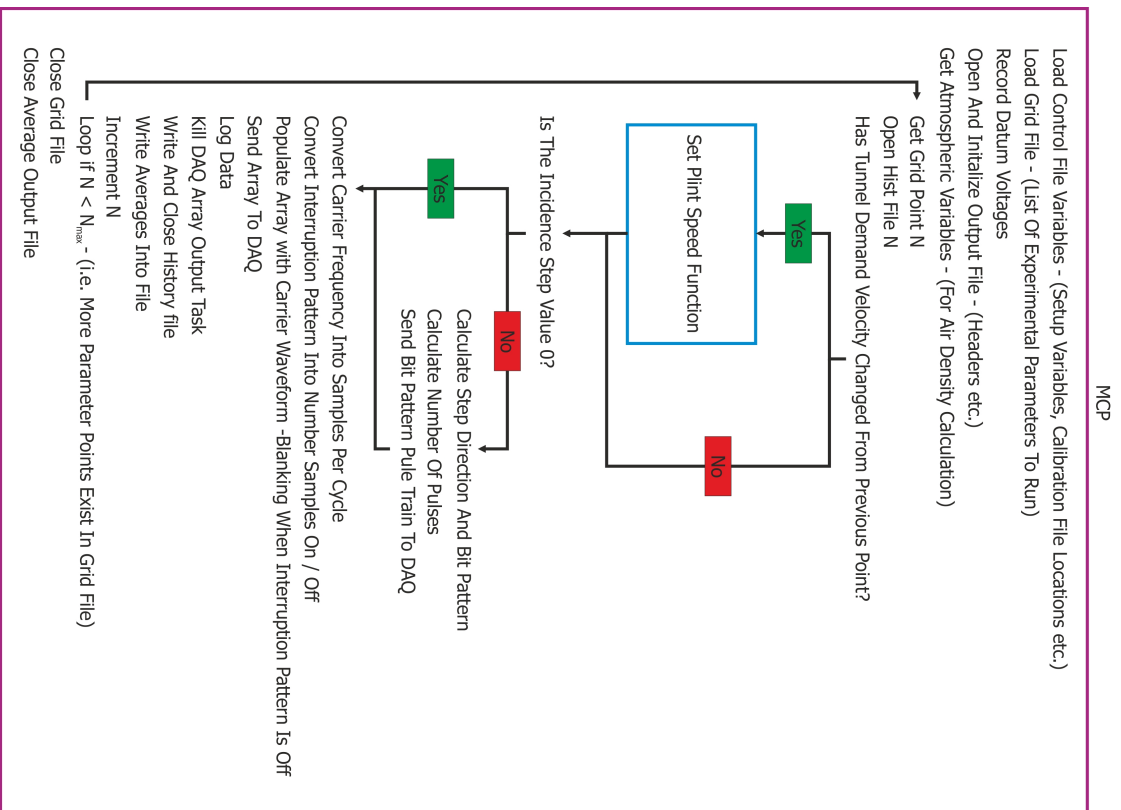 MCP
Load Control File Variables - (Setup Variables, Calibration File Locations etc.)
Load Grid File - (List Of Experimental Parameters To Run)
Record Datum Voltages
Open And Initalize Output File - (Headers etc.)
Get Atmospheric Variables - (For Air Density Calculation)
Get Grid Point N
Open Hist File N
Has Tunnel Demand Velocity Changed From Previous Point?
Yes
No
Set Plint Speed Function
Is The Incidence Step Value 0?
No
Yes
Calculate Step Direction And Bit Pattern
Calculate Number Of Pulses
Send Bit Pattern Pule Train To DAQ
Convert Carrier Frequency Into Samples Per Cycle
Convert Interruption Pattern Into Number Samples On / Off
Populate Array with Carrier Waveform -Blanking When Interruption Pattern Is Off
Send Array To DAQ
Log Data
Kill DAQ Array Output Task
Write And Close History file
Write Averages Into File
Increment N
Loop if N < Nmax - (i.e. More Parameter Points Exist In Grid File)
Close Grid File
Close Average Output File